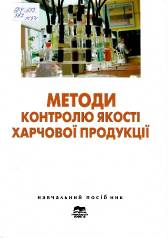 МЕТОДИ
КОНТРОЛЮ ЯКОСТІ
ХАРЧОВОЇ ПРОДУКЦІЇ
навчальний посібник